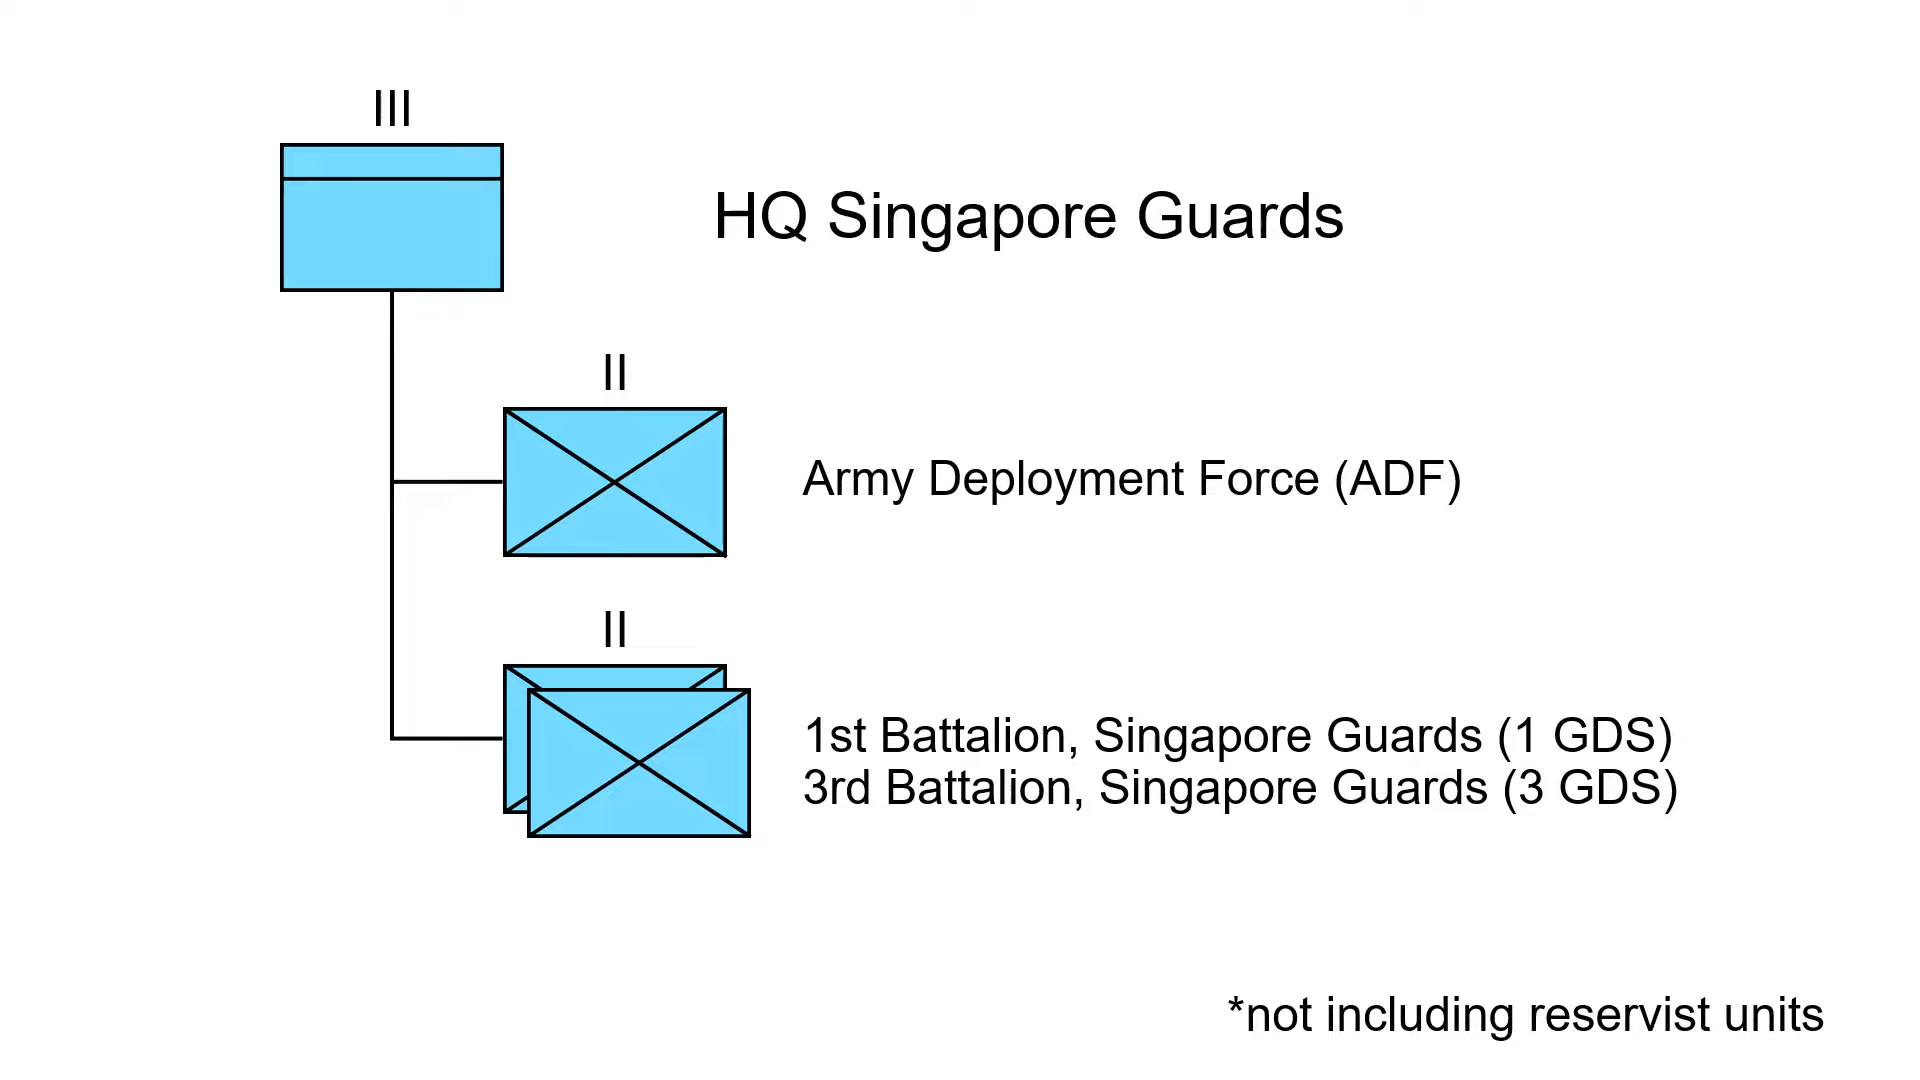 III
HQ Singapore Guards
II
Army Deployment Force (ADF)
II
1st Battalion, Singapore Guards (1 GDS)
3rd Battalion, Singapore Guards (3 GDS)
*not including reservist units